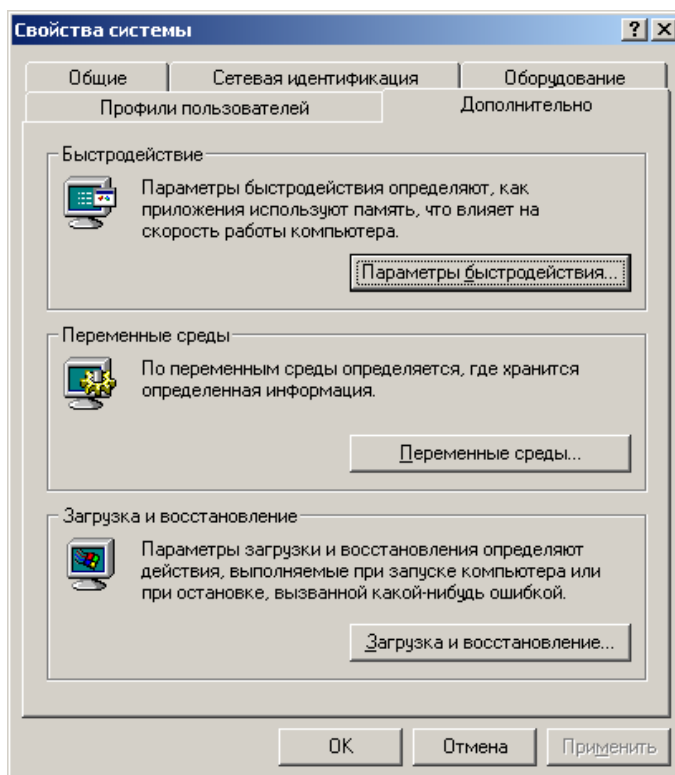 Свойства системы
Общие
Сетевая идентификация
Оборудование
Профили пользователей
Дополнительно
Быстродействие
Параметры быстродействия определяют, как
приложения используют память, что влияет на
скорость работы компьютера.
Параметры быстродействия...
Переменные среды
По переменным среды определяется, где хранится
определенная информация.
Переменные среды...
Загрузка и восстановление
Параметры загрузки и восстановления определяют
действия, выполняемые при запуске компьютера или
при остановке, вызванной какой-нибудь ошибкой.
Загрузка и восстановление...
OK
Отмена
Применить